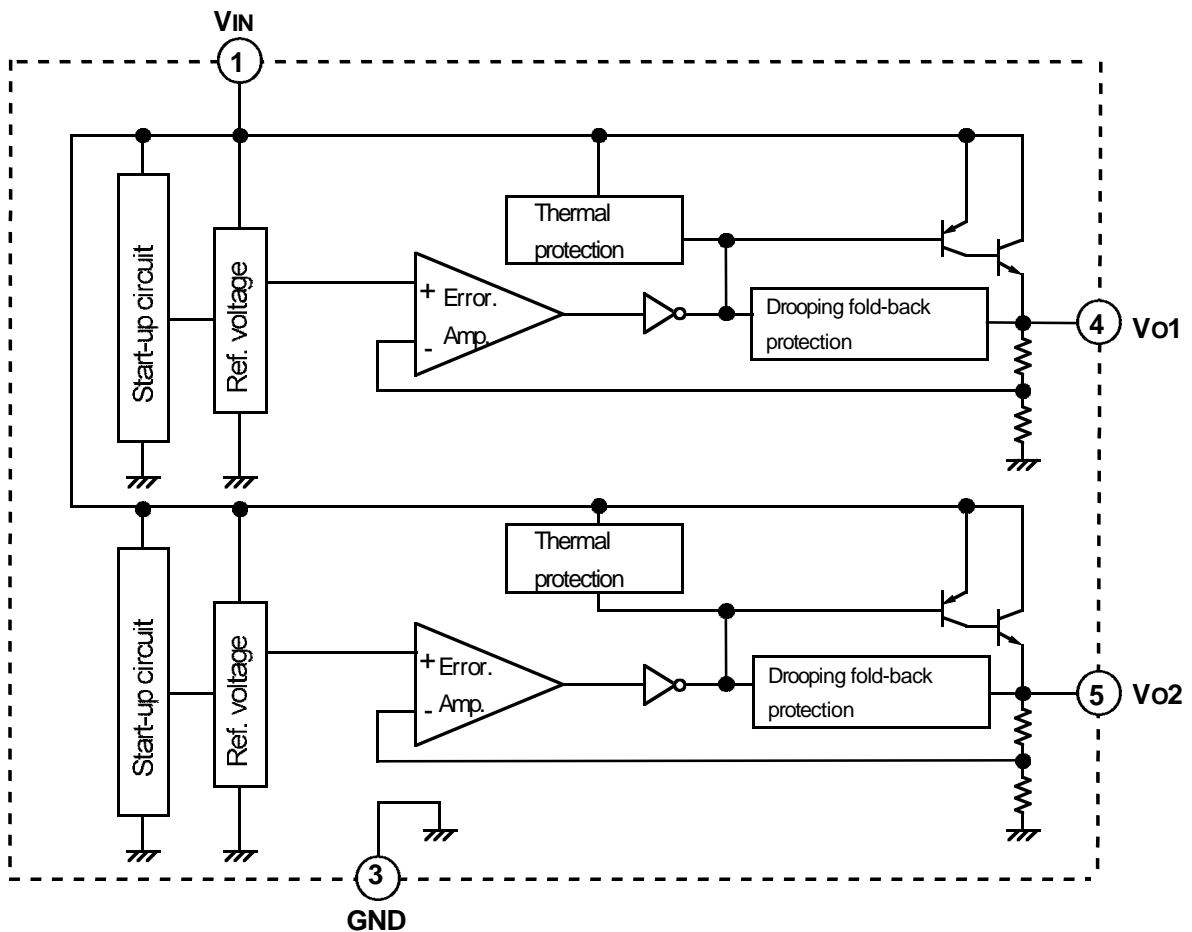 VIN
1
Thermal
protection
Start-up circuit
Ref. voltage
+ Error.
- Amp.
Drooping fold-back
protection
4 VO1
Thermal
protection
Start-up circuit
Ref. voltage
+ Error.
- Amp.
Drooping fold-back
protection
5 VO2
3
GND